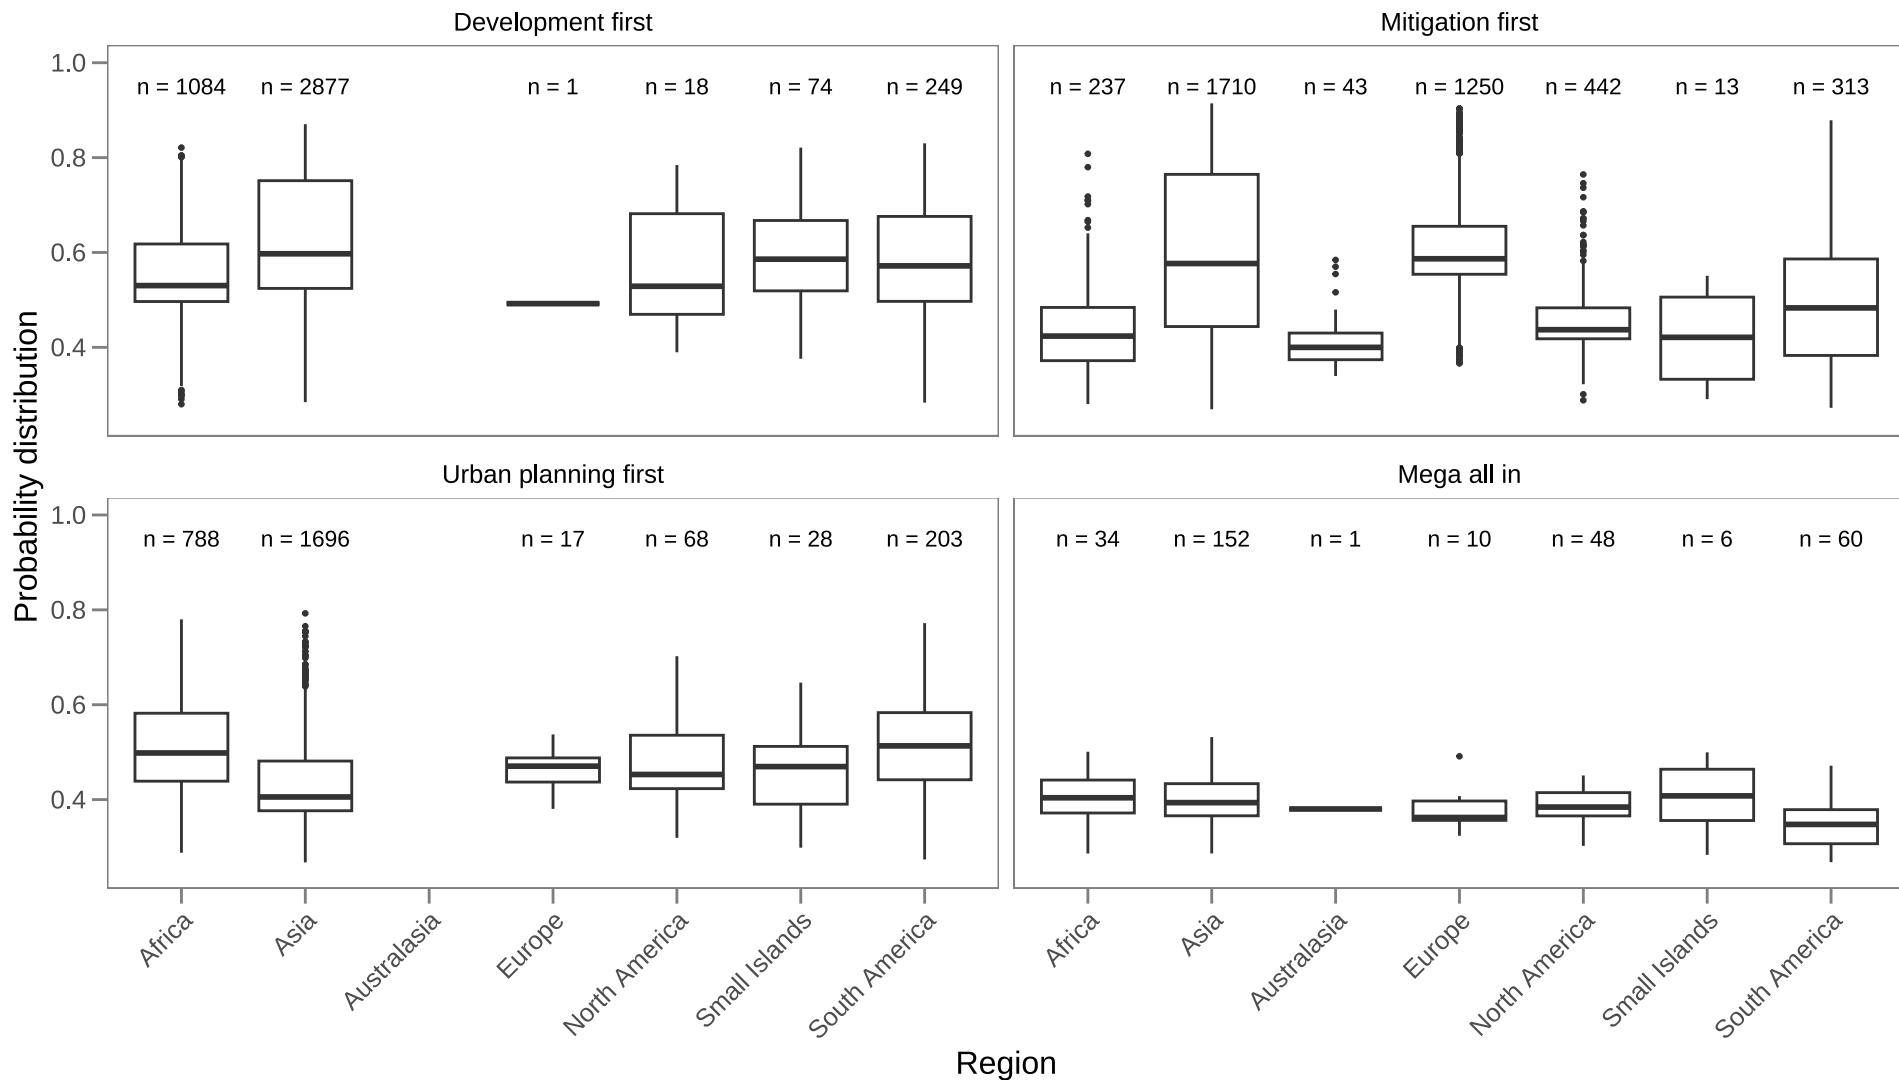 Development first
Mitigation first
1.0
n = 1084 n = 2877 n = 1 n = 18 n = 74 n = 249
n = 237 n = 1710 n = 43 n = 1250 n = 442 n = 13 n = 313
0.8
0.6
0.4
Probability distribution
Urban planning first
Mega all in
1.0
n = 788 n = 1696 n = 17 n = 68 n = 28 n = 203
n = 34 n = 152 n = 1 n = 10 n = 48 n = 6 n = 60
0.8
0.6
0.4
Africa
Asia
Australasia
Europe
North America
Small Islands
South America
Africa
Asia
Australasia
Europe
North America
Small Islands
South America
Region